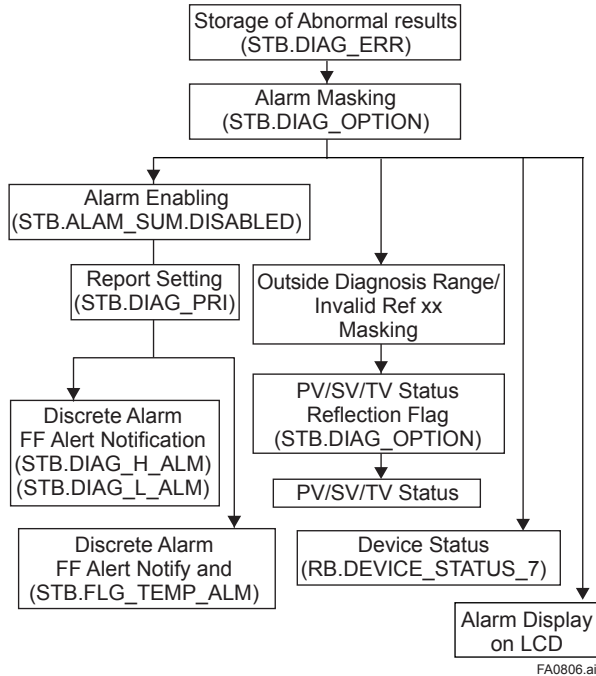 Storage of Abnormal results
(STB.DIAG_ERR)
Alarm Masking
(STB.DIAG_OPTION)
Alarm Enabling
(STB.ALAM_SUM.DISABLED)
Report Setting
(STB.DIAG_PRI)
Outside Diagnosis Range/
Invalid Ref xx
Masking
Discrete Alarm
FF Alert Notification
(STB.DIAG_H_ALM)
(STB.DIAG_L_ALM)
PV/SV/TV Status
Reflection Flag
(STB.DIAG_OPTION)
PV/SV/TV Status
Discrete Alarm
FF Alert Notify and
(STB.FLG_TEMP_ALM)
Device Status
(RB.DEVICE_STATUS_7)
Alarm Display
on LCD
FA0806.ai